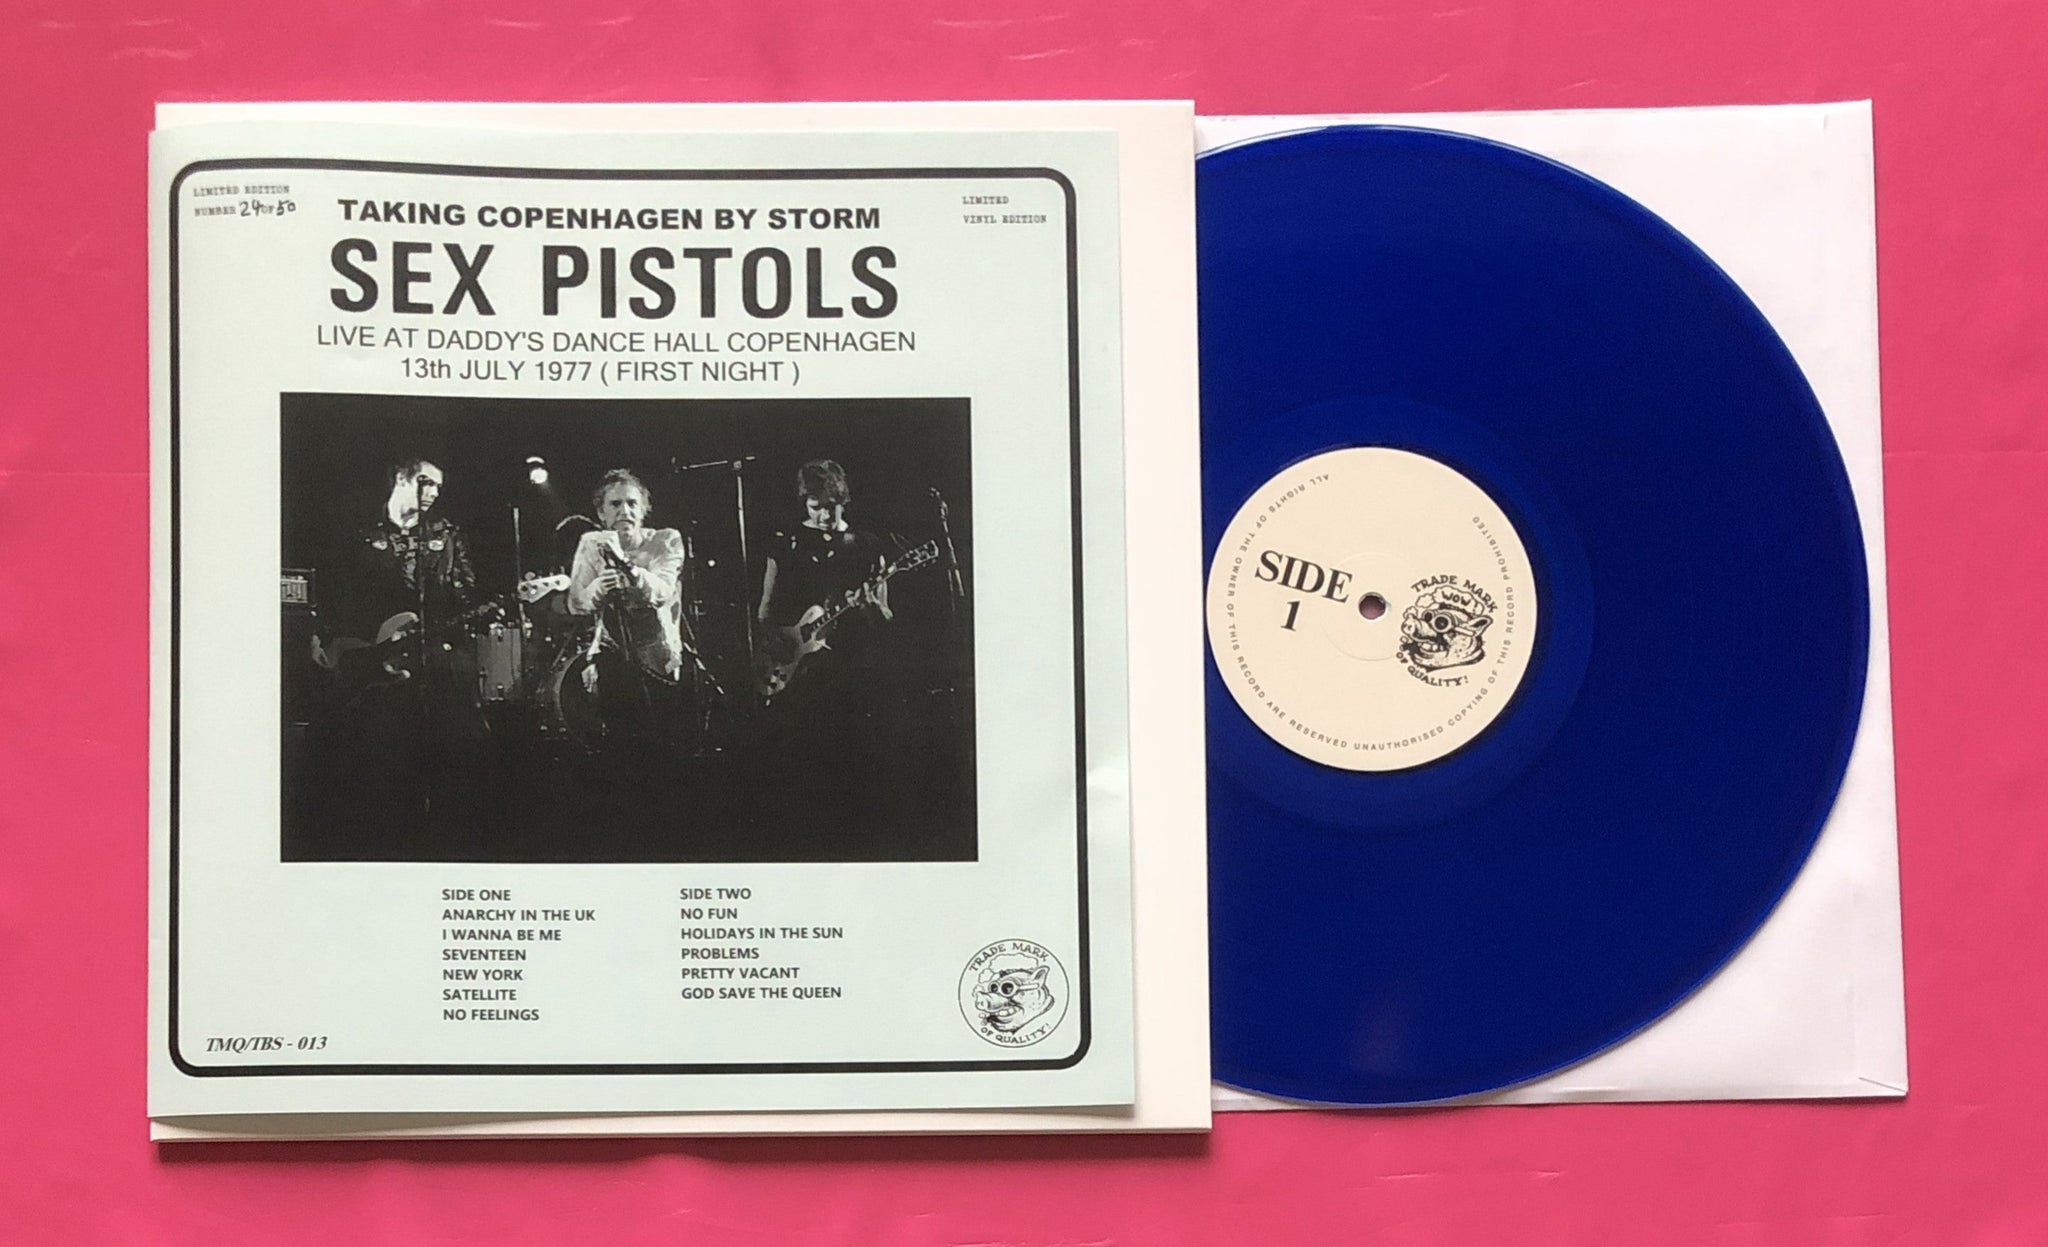 LIMITED EDITION
NUMBER 24 OF 50
LIMITED
VINYL EDITION
TAKING COPENHAGEN BY STORM
SEX PISTOLS
LIVE AT DADDY'S DANCE HALL COPENHAGEN
13th JULY 1977 ( FIRST NIGHT )
SIDE ONE
ANARCHY IN THE UK
I WANNA BE ME
SEVENTEEN
NEW YORK
SATELLITE
NO FEELINGS
SIDE TWO
NO FUN
HOLIDAYS IN THE SUN
PROBLEMS
PRETTY VACANT
GOD SAVE THE QUEEN
TMQ/TBS - 013
TRADE MARK
OF QUALITY!
SIDE
1
TRADE MARK
WOW!
OF QUALITY!
ALL RIGHTS OF THE OWNER OF THIS RECORD ARE RESERVED UNAUTHORISED COPYING OF THIS RECORD PROHIBITED